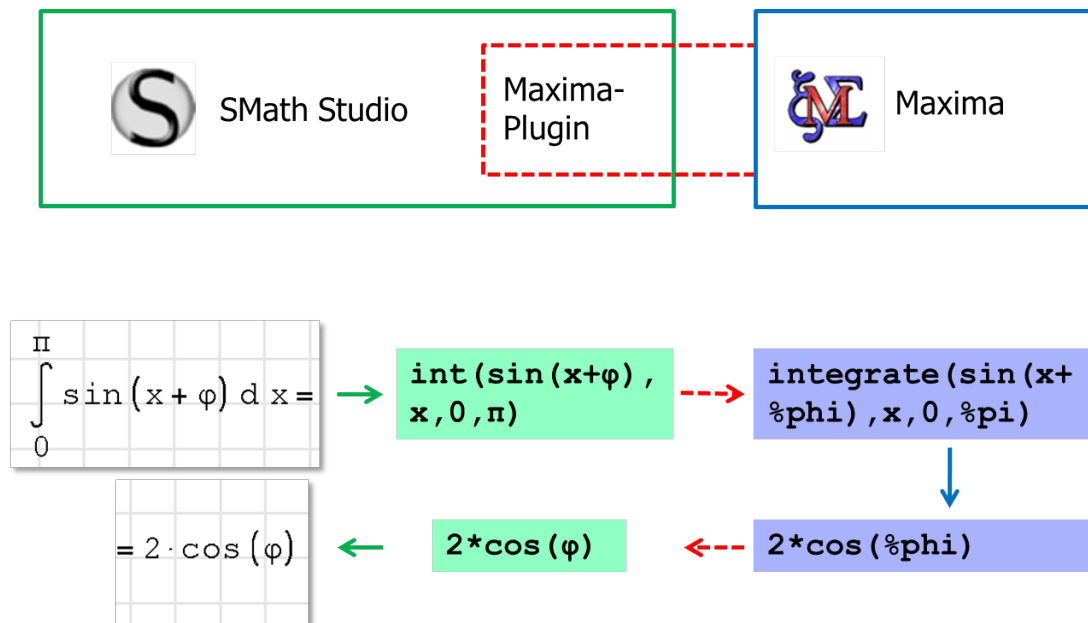 SMath Studio
Maxima-
Plugin
Maxima
π
∫ sin(x + φ) d x =
0
int(sin(x+φ),
x,0,π)
integrate(sin(x+
%phi),x,0,%pi)
= 2·cos(φ)
2*cos(φ)
2*cos(%phi)